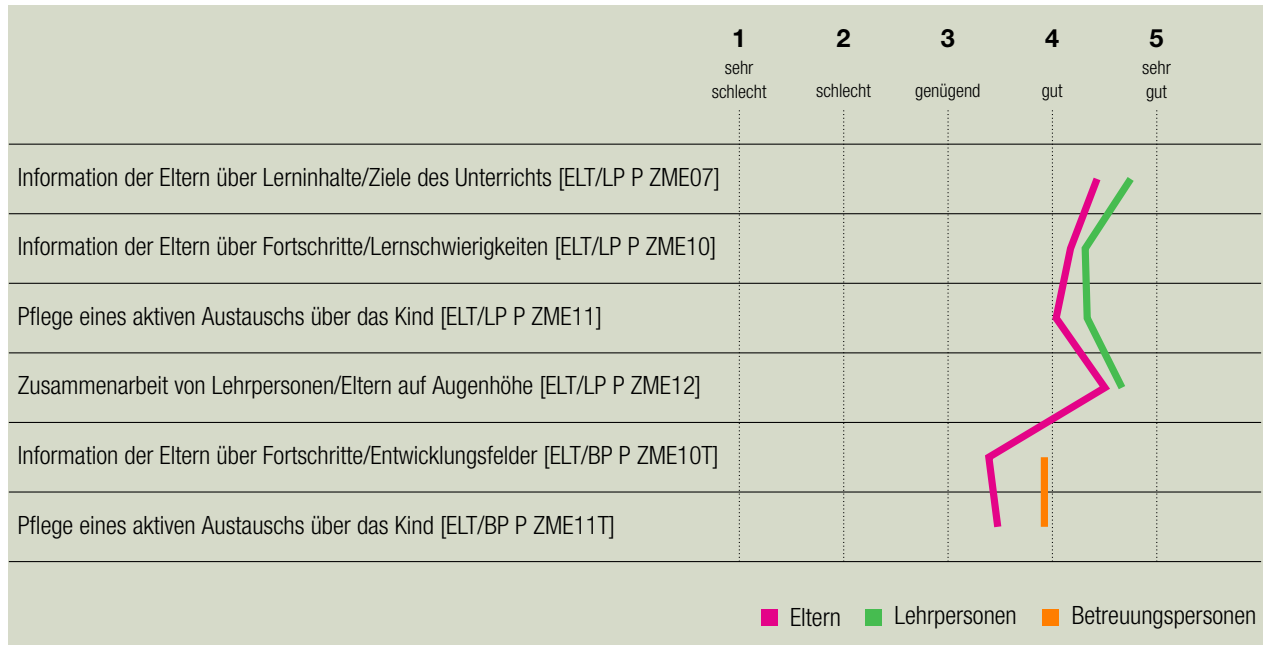 1 2 3 4 5
sehr schlecht schlecht genügend gut sehr gut
Information der Eltern über Lerninhalte/Ziele des Unterrichts [ELT/LP P ZME07]
Information der Eltern über Fortschritte/Lernschwierigkeiten [ELT/LP P ZME10]
Pflege eines aktiven Austauschs über das Kind [ELT/LP P ZME11]
Zusammenarbeit von Lehrpersonen/Eltern auf Augenhöhe [ELT/LP P ZME12]
Information der Eltern über Fortschritte/Entwicklungsfelder [ELT/BP P ZME10T]
Pflege eines aktiven Austauschs über das Kind [ELT/BP P ZME11T]
Eltern Lehrpersonen Betreuungspersonen